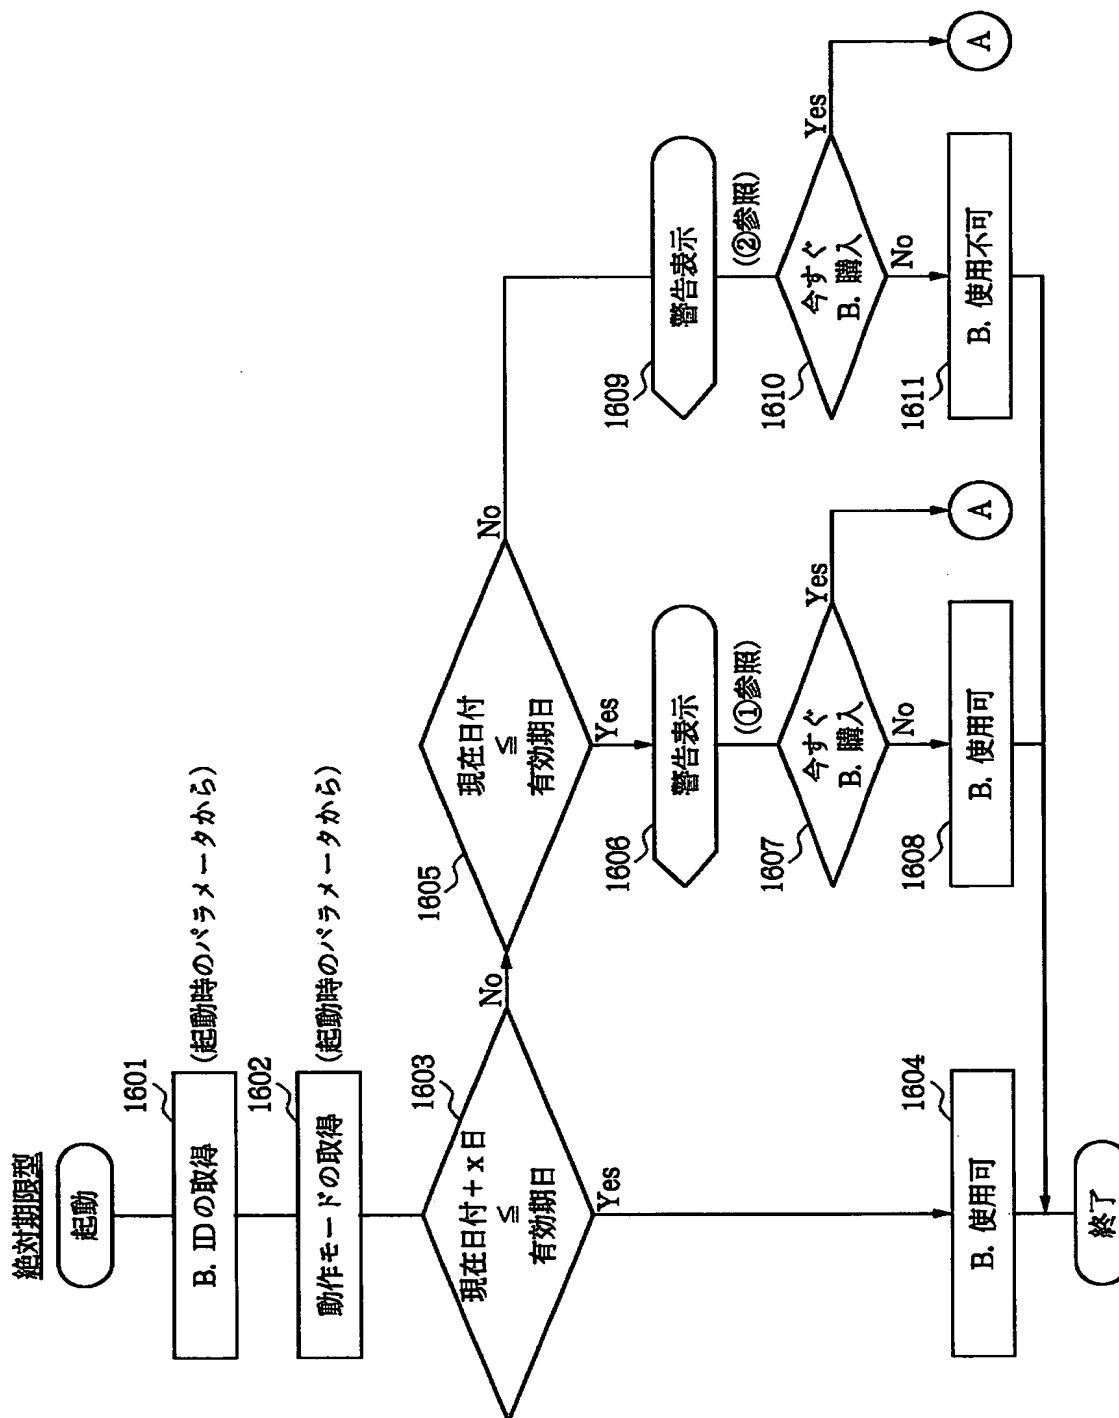 絶対期限型
起動
1601
B. IDの取得
(起動時のパラメータから)
1602
動作モードの取得
(起動時のパラメータから)
1603
現在日付+x日
≦
有効期日
No
Yes
1604
B. 使用可
1605
現在日付
≦
有効期日
No
Yes
1606
警告表示
(①参照)
1607
今すぐ
B. 購入
Yes
No
A
1608
B. 使用可
1609
警告表示
(②参照)
1610
今すぐ
B. 購入
Yes
No
A
1611
B. 使用不可
終了